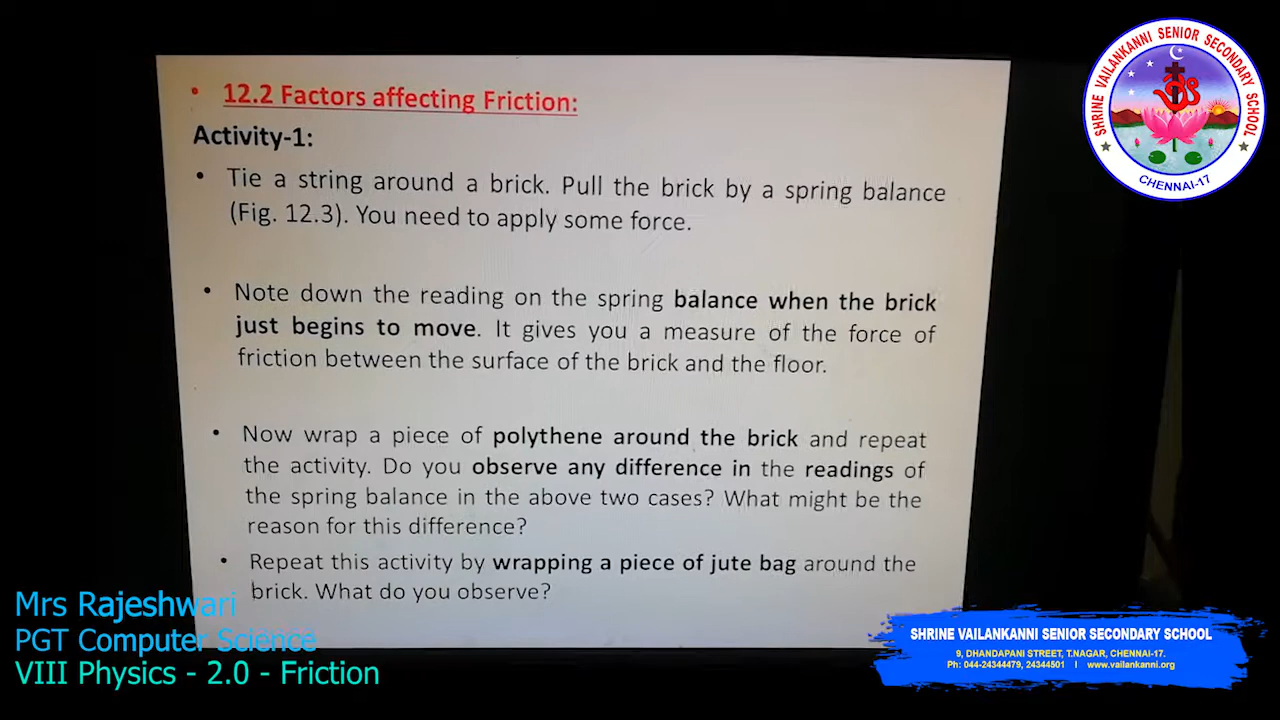 • 12.2 Factors affecting Friction:
Activity-1:
• Tie a string around a brick. Pull the brick by a spring balance
(Fig. 12.3). You need to apply some force.
• Note down the reading on the spring balance when the brick
just begins to move. It gives you a measure of the force of
friction between the surface of the brick and the floor.
• Now wrap a piece of polythene around the brick and repeat
the activity. Do you observe any difference in the readings of
the spring balance in the above two cases? What might be the
reason for this difference?
• Repeat this activity by wrapping a piece of jute bag around the
brick. What do you observe?
SHRINE VAILANKANNI SENIOR SECONDARY SCHOOL
CHENNAI-17
Mrs Rajeshwari
PGT Computer Science
VIII Physics - 2.0 - Friction
SHRINE VAILANKANNI SENIOR SECONDARY SCHOOL
9, DHANDAPANI STREET, T.NAGAR, CHENNAI-17.
Ph: 044-24344479, 24344501 I www.vailankanni.org